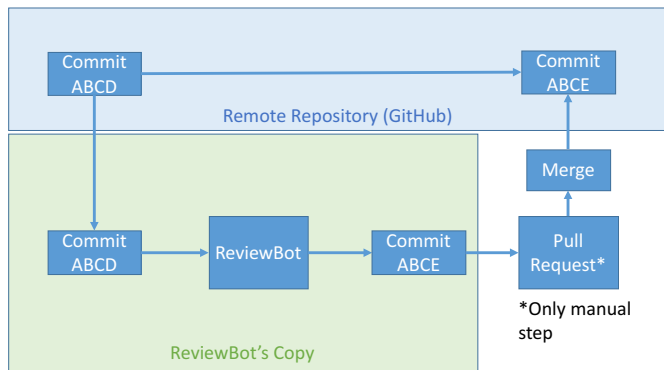 Commit
ABCD
Commit
ABCE
Remote Repository (GitHub)
Merge
Commit
ABCD
ReviewBot
Commit
ABCE
Pull
Request*
*Only manual
step
ReviewBot's Copy